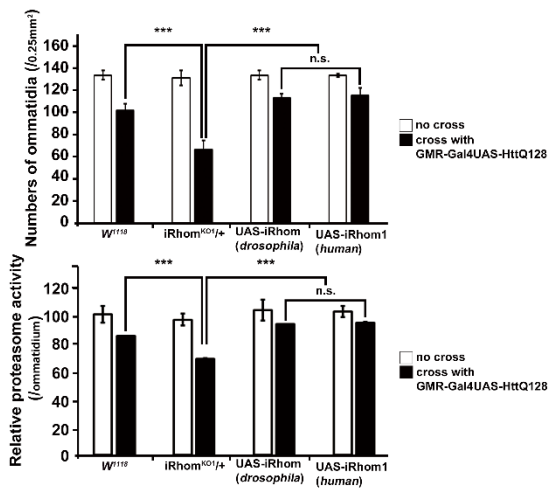 *** ***
n.s.
Numbers of ommatidia (/0.25mm²)
160
140
120
100
80
60
40
20
0
no cross
cross with
GMR-Gal4UAS-HttQ128
W¹¹¹⁸ iRhomᴷᴼ¹/+ UAS-iRhom UAS-iRhom1
(drosophila) (human)
*** ***
n.s.
Relative proteasome activity
(/ommatidium)
120
100
80
60
40
20
0
no cross
cross with
GMR-Gal4UAS-HttQ128
W¹¹¹⁸ iRhomᴷᴼ¹/+ UAS-iRhom UAS-iRhom1
(drosophila) (human)